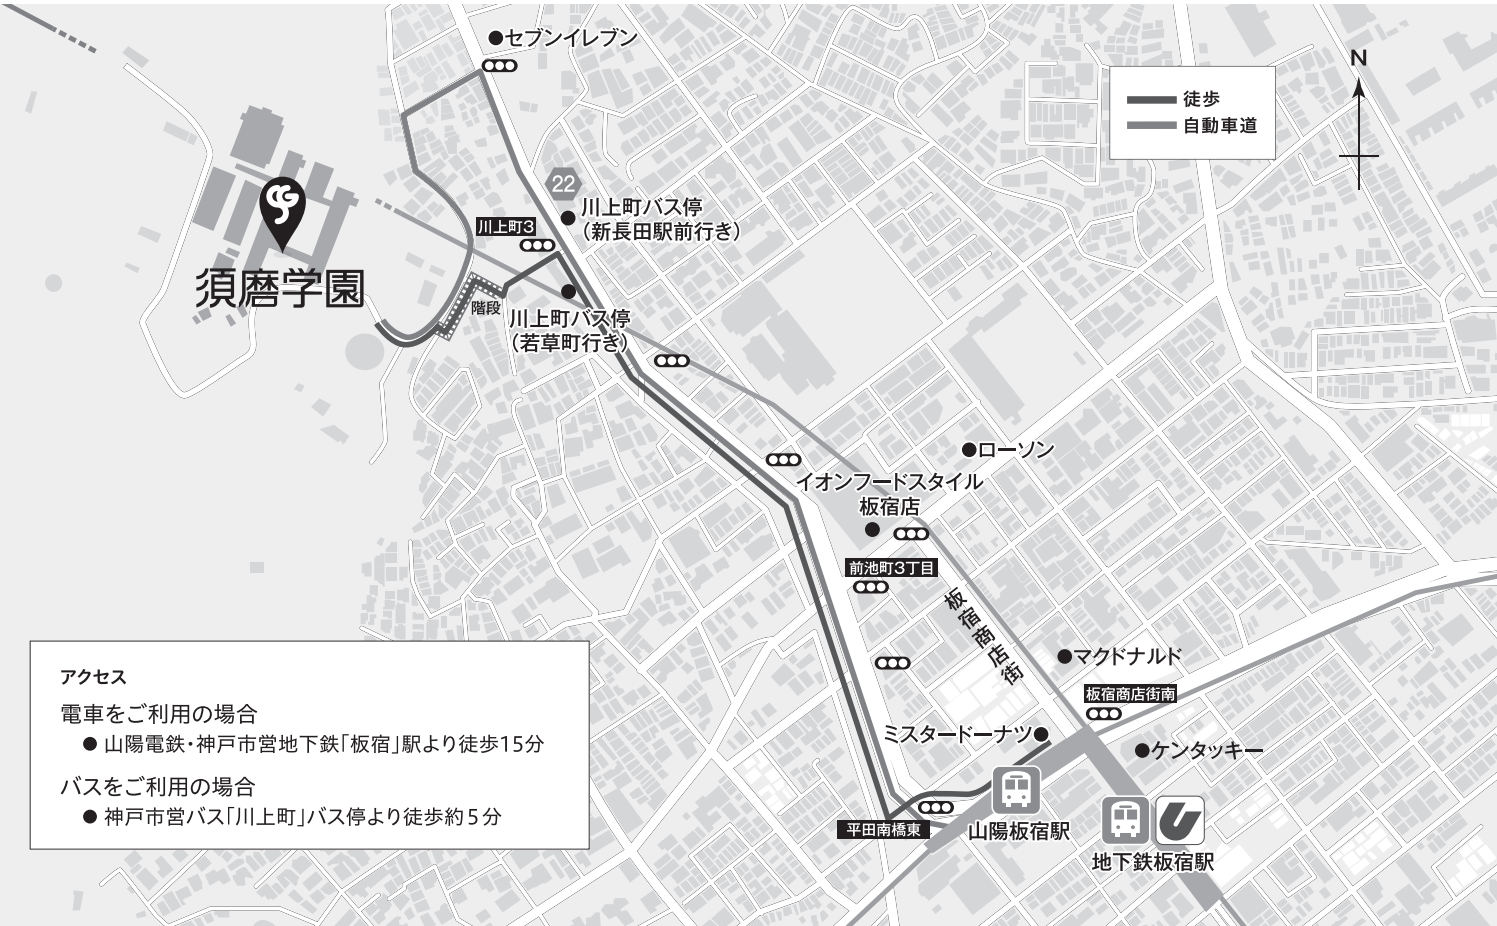 セブンイレブン
N
徒歩
自動車道
22
川上町バス停
（新長田駅前行き）
川上町3
須磨学園
階段
川上町バス停
（若草町行き）
ローソン
イオンフードスタイル
板宿店
前池町3丁目
板宿商店街
マクドナルド
板宿商店街南
ミスタードーナツ
ケンタッキー
平田南橋東
山陽板宿駅
地下鉄板宿駅
アクセス
電車をご利用の場合
● 山陽電鉄・神戸市営地下鉄「板宿」駅より徒歩15分
バスをご利用の場合
● 神戸市営バス「川上町」バス停より徒歩約５分